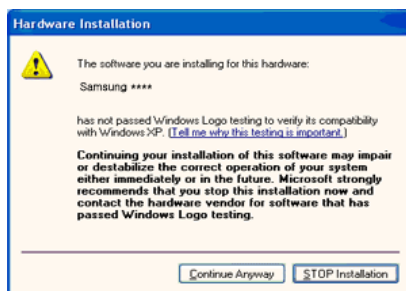 Hardware Installation
The software you are installing for this hardware:
Samsung ****
has not passed Windows Logo testing to verify its compatibility
with Windows XP. (Tell me why this testing is important.)
Continuing your installation of this software may impair
or destabilize the correct operation of your system
either immediately or in the future. Microsoft strongly
recommends that you stop this installation now and
contact the hardware vendor for software that has
passed Windows Logo testing.
Continue Anyway
STOP Installation